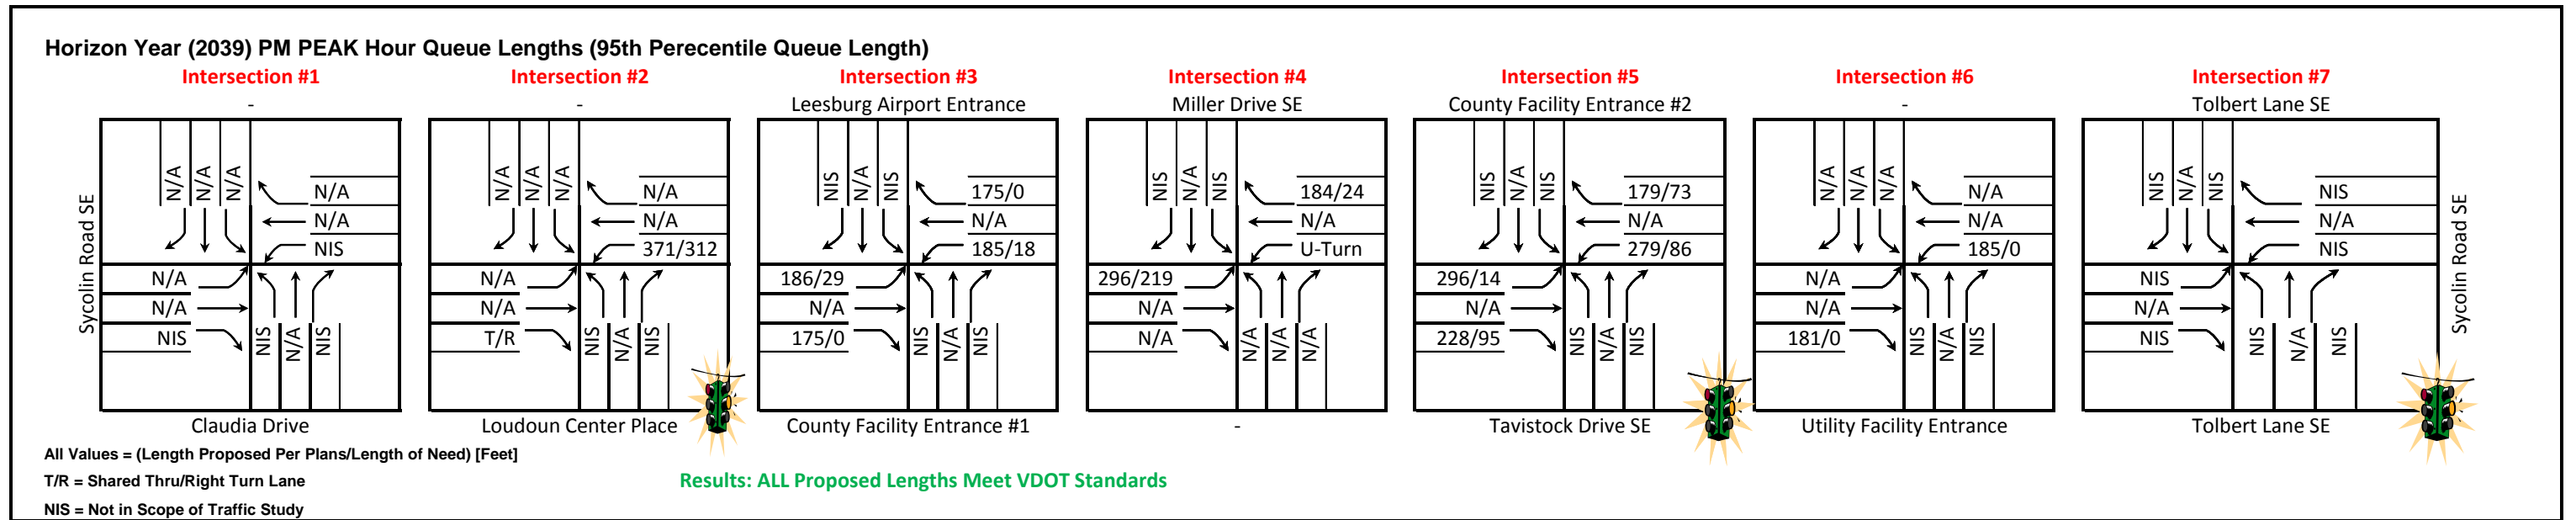 Horizon Year (2039) PM PEAK Hour Queue Lengths (95th Perecentile Queue Length)
Intersection #1
-
Sycolin Road SE
N/A
N/A
N/A
N/A
N/A
NIS
N/A
N/A
NIS
NIS
N/A
NIS
Claudia Drive
Intersection #2
-
N/A
N/A
N/A
N/A
N/A
371/312
N/A
N/A
T/R
NIS
N/A
NIS
Loudoun Center Place
Intersection #3
Leesburg Airport Entrance
NIS
N/A
NIS
175/0
N/A
185/18
186/29
N/A
175/0
NIS
N/A
NIS
County Facility Entrance #1
Intersection #4
Miller Drive SE
NIS
N/A
NIS
184/24
N/A
U-Turn
296/219
N/A
N/A
N/A
N/A
N/A
-
Intersection #5
County Facility Entrance #2
NIS
N/A
NIS
179/73
N/A
279/86
296/14
N/A
228/95
NIS
N/A
NIS
Tavistock Drive SE
Intersection #6
-
N/A
N/A
N/A
N/A
N/A
185/0
N/A
N/A
181/0
NIS
N/A
NIS
Utility Facility Entrance
Intersection #7
Tolbert Lane SE
NIS
N/A
NIS
NIS
N/A
NIS
NIS
N/A
NIS
NIS
N/A
NIS
Tolbert Lane SE
Sycolin Road SE
All Values = (Length Proposed Per Plans/Length of Need) [Feet]
T/R = Shared Thru/Right Turn Lane
NIS = Not in Scope of Traffic Study
Results: ALL Proposed Lengths Meet VDOT Standards